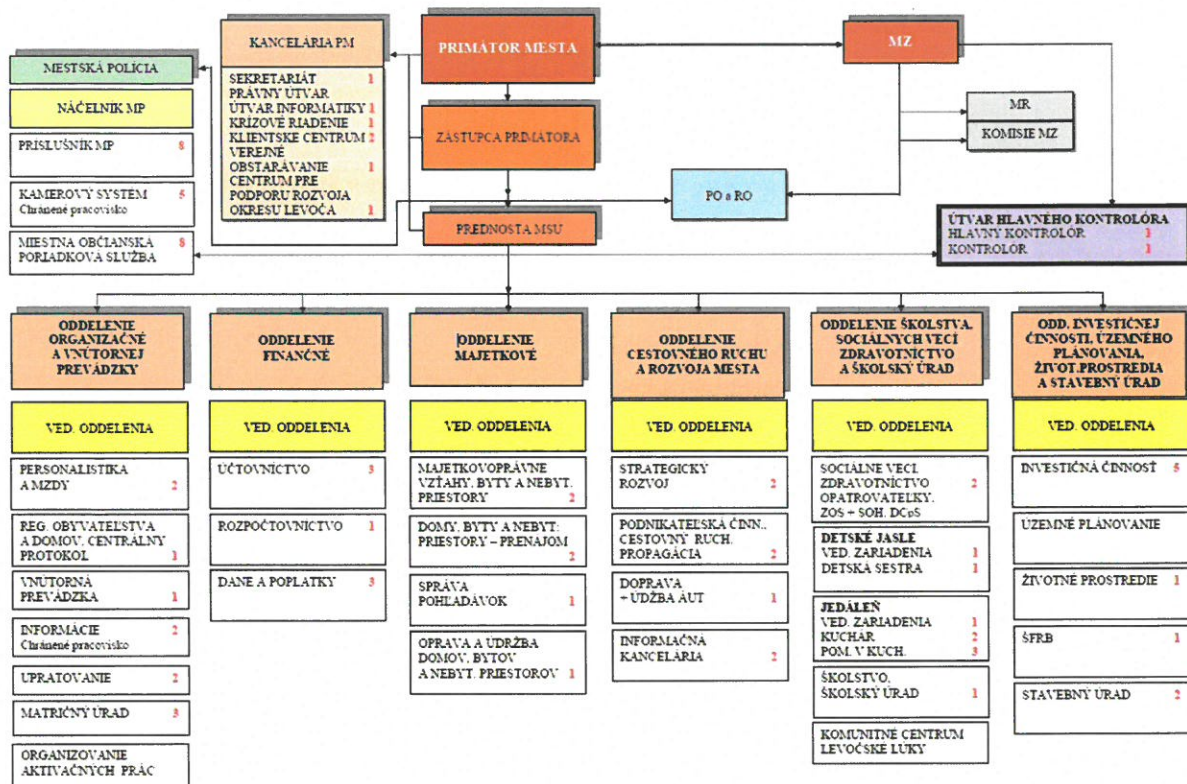 KANCELÁRIA PM
SEKRETARIÁT 1
PRÁVNY ÚTVAR
ÚTVAR INFORMATIKY 1
KRÍZOVÉ RIADENIE 1
KLIENTSKE CENTRUM 2
VEREJNÉ
OBSTARÁVANIE 1
CENTRUM PRE
PODPORU ROZVOJA
OKRESU LEVOČA 1
PRIMÁTOR MESTA
MZ
MESTSKÁ POLÍCIA
NÁČELNÍK MP
PRÍSLUŠNÍK MP 8
KAMEROVÝ SYSTÉM 5
Chránené pracovisko
MIESTNA OBČIANSKA 8
PORIADKOVÁ SLUŽBA
ZÁSTUPCA PRIMÁTORA
PREDNOSTA MSÚ
MR
KOMISIE MZ
PO a RO
ÚTVAR HLAVNÉHO KONTROLÓRA
HLAVNÝ KONTROLÓR 1
KONTROLÓR 1
ODDELENIE
ORGANIZAČNÉ
A VNÚTORNEJ
PREVÁDZKY
VED. ODDELENIA
PERSONALISTIKA
A MZDY 2
REG. OBYVATEĽSTVA
A DOMOV, CENTRÁLNY
PROTOKOL 1
VNÚTORNÁ
PREVÁDZKA 1
INFORMÁCIE 2
Chránené pracovisko
UPRATOVANIE 2
MATRIČNÝ ÚRAD 3
ORGANIZOVANIE
AKTIVAČNÝCH PRÁC
ODDELENIE
FINANČNÉ
VED. ODDELENIA
ÚČTOVNÍCTVO 3
ROZPOČTOVNÍCTVO 1
DANE A POPLATKY 3
ODDELENIE
MAJETKOVÉ
VED. ODDELENIA
MAJETKOVOPRÁVNE
VZŤAHY, BYTY A NEBYT.
PRIESTORY 2
DOMY, BYTY A NEBYT:
PRIESTORY – PRENÁJOM
2
SPRÁVA
POHĽADÁVOK 1
OPRAVA A ÚDRŽBA
DOMOV, BYTOV
A NEBYT. PRIESTOROV 1
ODDELENIE
CESTOVNÉHO RUCHU
A ROZVOJA MESTA
VED. ODDELENIA
STRATEGICKÝ
ROZVOJ 2
PODNIKATEĽSKÁ ČINN.,
CESTOVNÝ RUCH,
PROPAGÁCIA 2
DOPRAVA
+ ÚDŽBA ÁUT 1
INFORMAČNÁ
KANCELÁRIA 2
ODDELENIE ŠKOLSTVA,
SOCIÁLNYCH VECÍ
ZDRAVOTNÍCTVO
A ŠKOLSKÝ ÚRAD
VED. ODDELENIA
SOCIÁLNE VECI,
ZDRAVOTNÍCTVO 2
OPATROVATEĽKY,
ZOS + SOH, DCpS
DETSKÉ JASLE
VED. ZARIADENIA 1
DETSKÁ SESTRA 1
JEDÁLEŇ
VED. ZARIADENIA 1
KUCHÁR 2
POM. V KUCH. 3
ŠKOLSTVO,
ŠKOLSKÝ ÚRAD 1
KOMUNITNÉ CENTRUM
LEVOČSKÉ LÚKY
ODD. INVESTIČNEJ
ČINNOSTI, ÚZEMNÉHO
PLÁNOVANIA,
ŽIVOT.PROSTREDIA
A STAVEBNÝ ÚRAD
VED. ODDELENIA
INVESTIČNÁ ČINNOSŤ 5
ÚZEMNÉ PLÁNOVANIE
ŽIVOTNÉ PROSTREDIE 1
ŠFRB 1
STAVEBNÝ ÚRAD 2